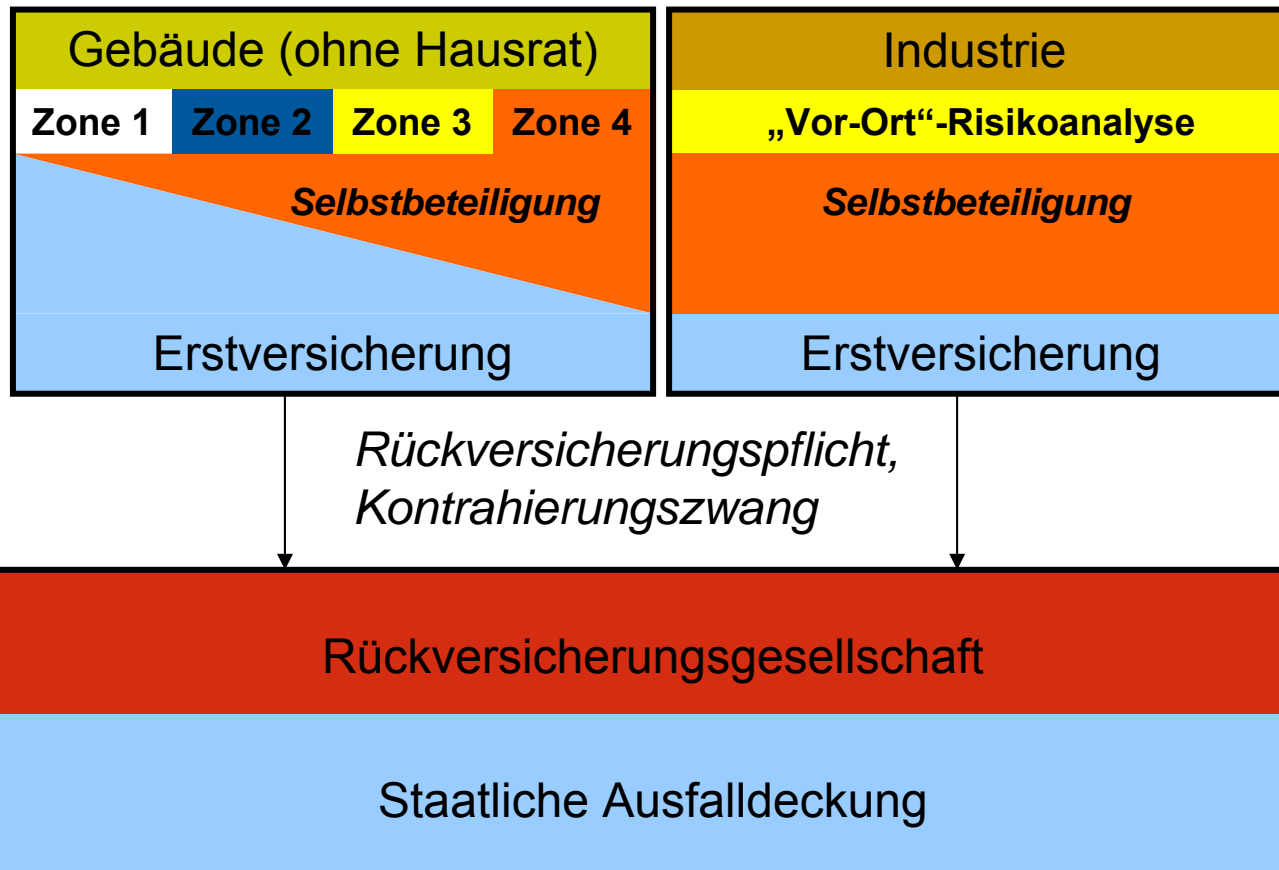 Gebäude (ohne Hausrat)
Zone 1 Zone 2 Zone 3 Zone 4
Selbstbeteiligung
Erstversicherung
Industrie
„Vor-Ort“-Risikoanalyse
Selbstbeteiligung
Erstversicherung
Rückversicherungspflicht,
Kontrahierungszwang
Rückversicherungsgesellschaft
Staatliche Ausfalldeckung